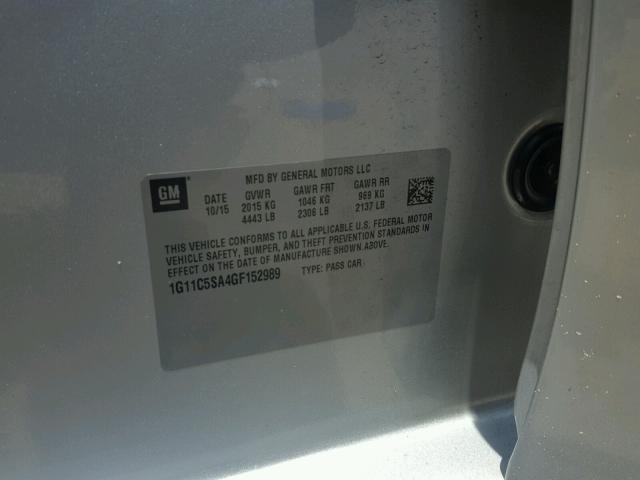 MFD BY GENERAL MOTORS LLC
GM
DATE GVWR GAWR FRT GAWR RR
10/15 2015 KG 1046 KG 969 KG
4443 LB 2306 LB 2137 LB
THIS VEHICLE CONFORMS TO ALL APPLICABLE U.S. FEDERAL MOTOR
VEHICLE SAFETY, BUMPER, AND THEFT PREVENTION STANDARDS IN
EFFECT ON THE DATE OF MANUFACTURE SHOWN ABOVE.
1G11C5SA4GF152989 TYPE: PASS CAR